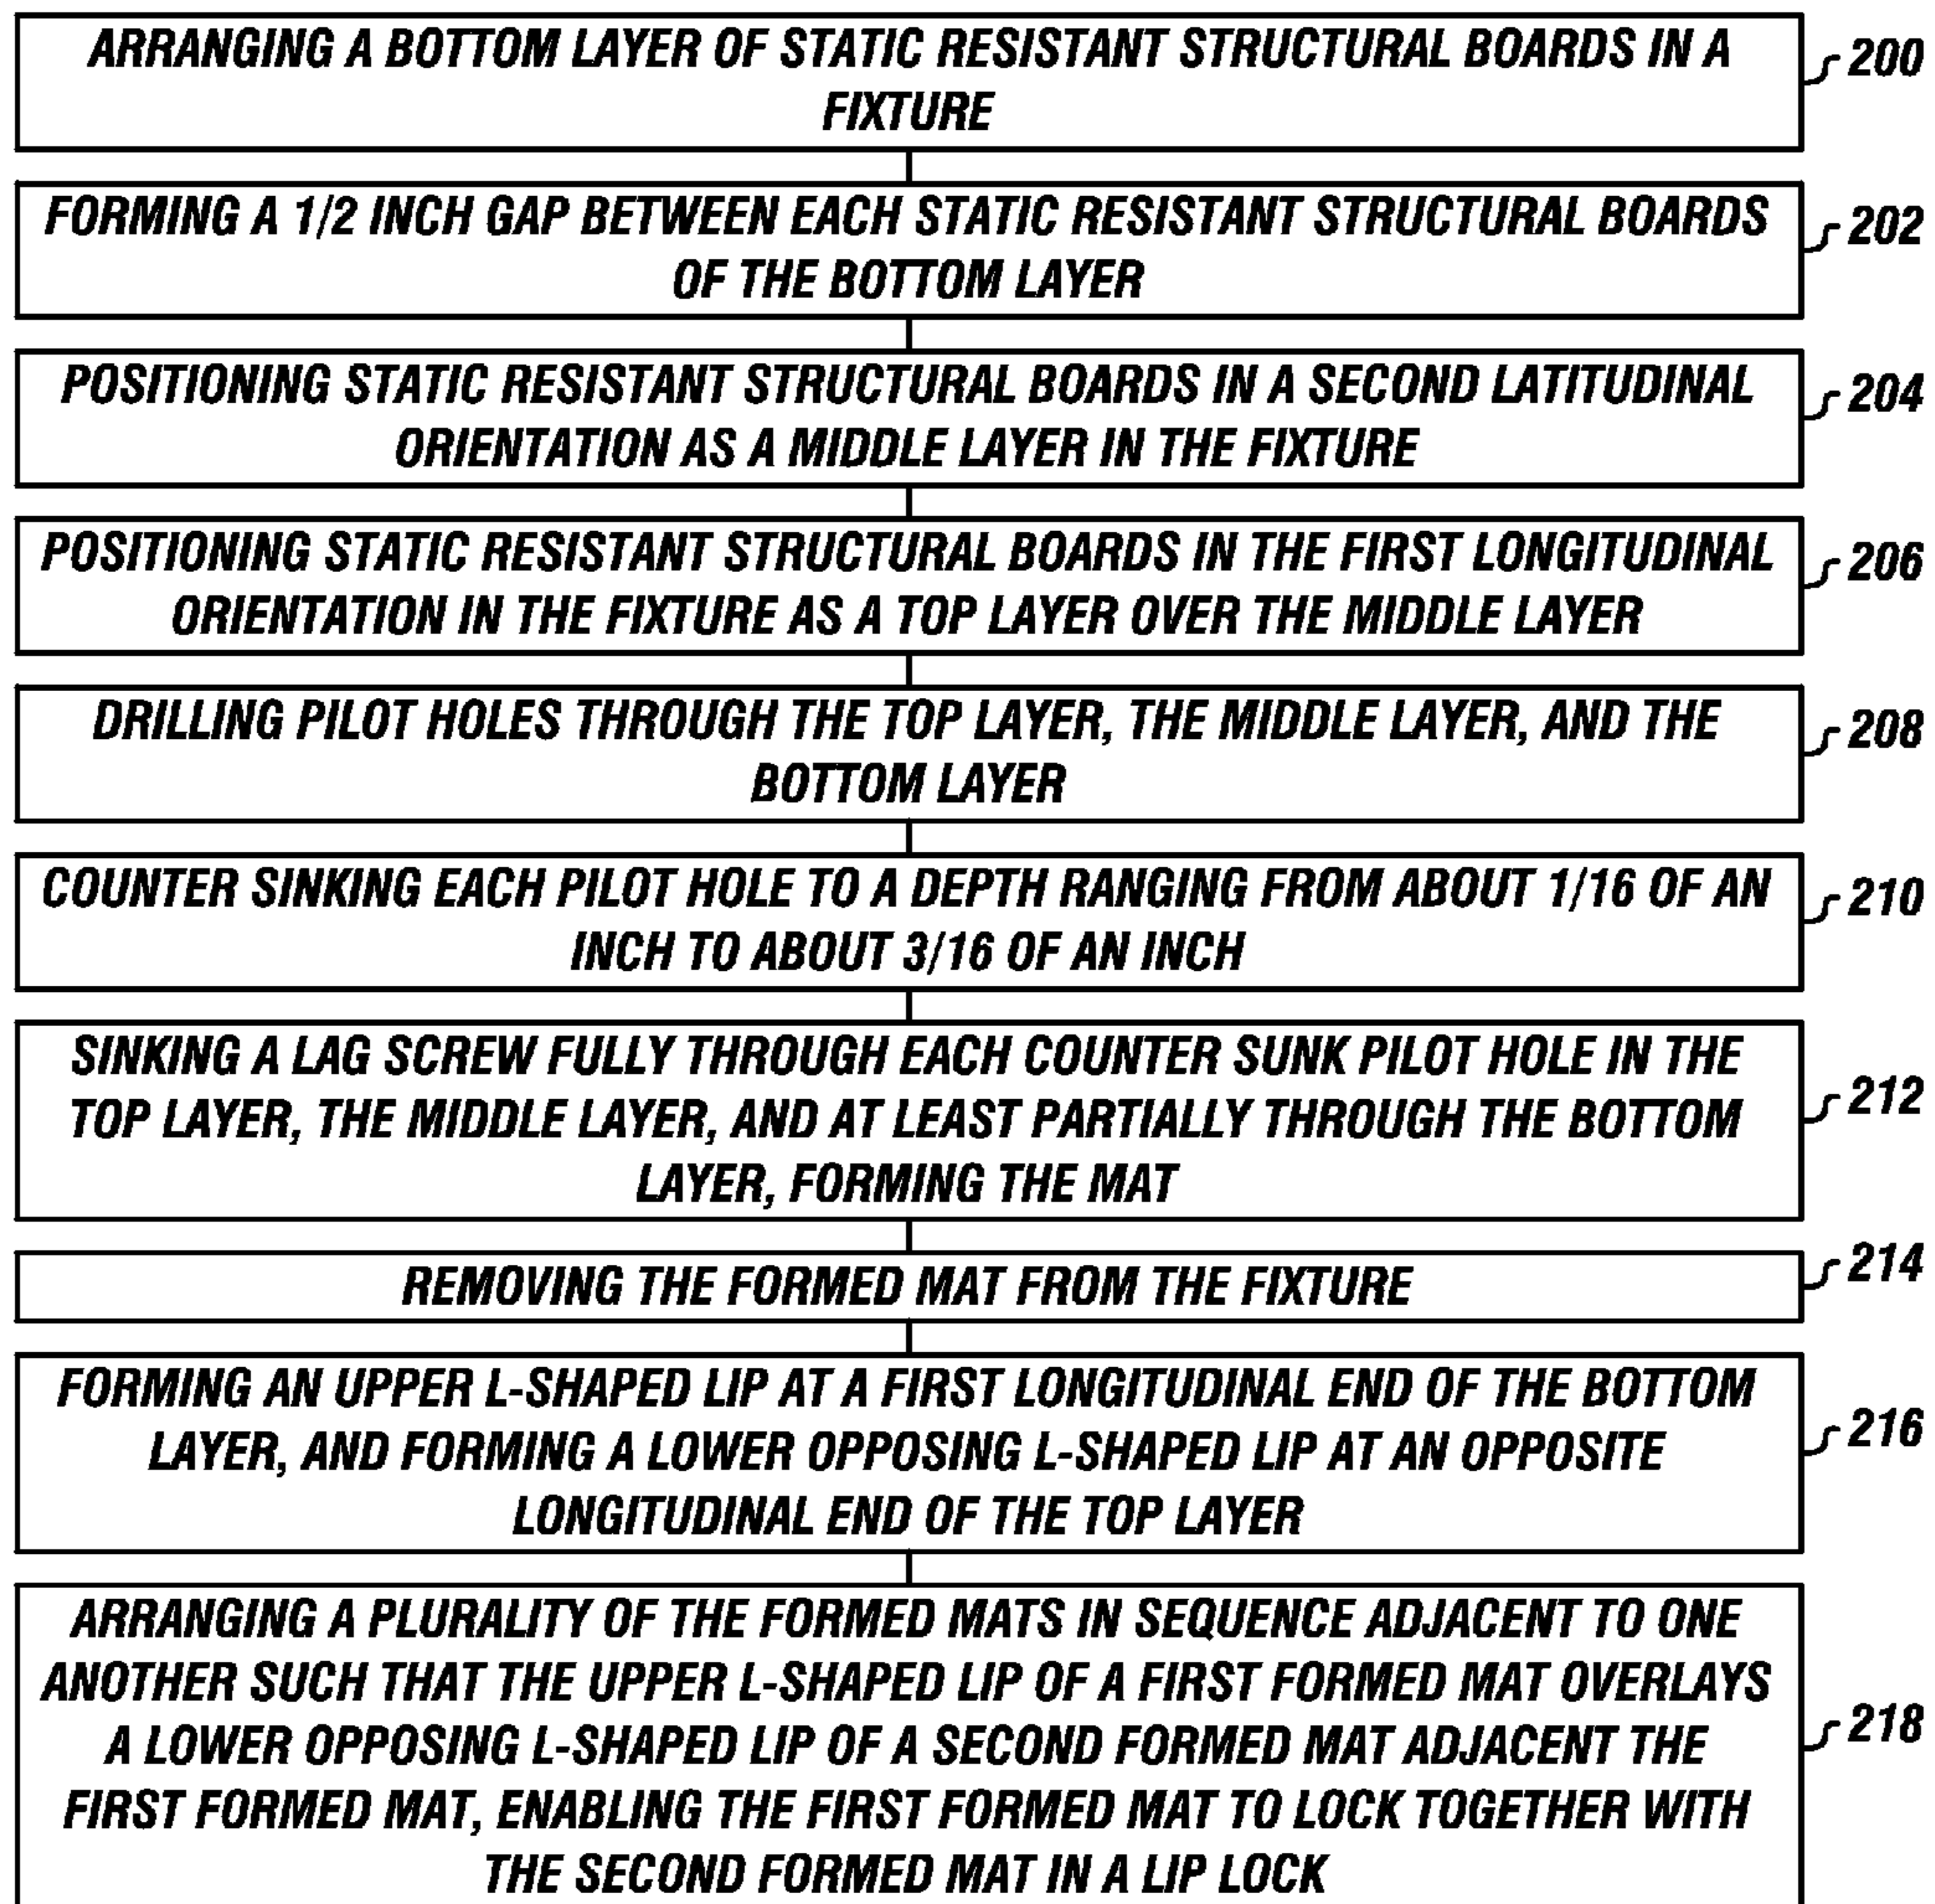 ARRANGING A BOTTOM LAYER OF STATIC RESISTANT STRUCTURAL BOARDS IN A
FIXTURE
200
FORMING A 1/2 INCH GAP BETWEEN EACH STATIC RESISTANT STRUCTURAL BOARDS
OF THE BOTTOM LAYER
202
POSITIONING STATIC RESISTANT STRUCTURAL BOARDS IN A SECOND LATITUDINAL
ORIENTATION AS A MIDDLE LAYER IN THE FIXTURE
204
POSITIONING STATIC RESISTANT STRUCTURAL BOARDS IN THE FIRST LONGITUDINAL
ORIENTATION IN THE FIXTURE AS A TOP LAYER OVER THE MIDDLE LAYER
206
DRILLING PILOT HOLES THROUGH THE TOP LAYER, THE MIDDLE LAYER, AND THE
BOTTOM LAYER
208
COUNTER SINKING EACH PILOT HOLE TO A DEPTH RANGING FROM ABOUT 1/16 OF AN
INCH TO ABOUT 3/16 OF AN INCH
210
SINKING A LAG SCREW FULLY THROUGH EACH COUNTER SUNK PILOT HOLE IN THE
TOP LAYER, THE MIDDLE LAYER, AND AT LEAST PARTIALLY THROUGH THE BOTTOM
LAYER, FORMING THE MAT
212
REMOVING THE FORMED MAT FROM THE FIXTURE
214
FORMING AN UPPER L-SHAPED LIP AT A FIRST LONGITUDINAL END OF THE BOTTOM
LAYER, AND FORMING A LOWER OPPOSING L-SHAPED LIP AT AN OPPOSITE
LONGITUDINAL END OF THE TOP LAYER
216
ARRANGING A PLURALITY OF THE FORMED MATS IN SEQUENCE ADJACENT TO ONE
ANOTHER SUCH THAT THE UPPER L-SHAPED LIP OF A FIRST FORMED MAT OVERLAYS
A LOWER OPPOSING L-SHAPED LIP OF A SECOND FORMED MAT ADJACENT THE
FIRST FORMED MAT, ENABLING THE FIRST FORMED MAT TO LOCK TOGETHER WITH
THE SECOND FORMED MAT IN A LIP LOCK
218